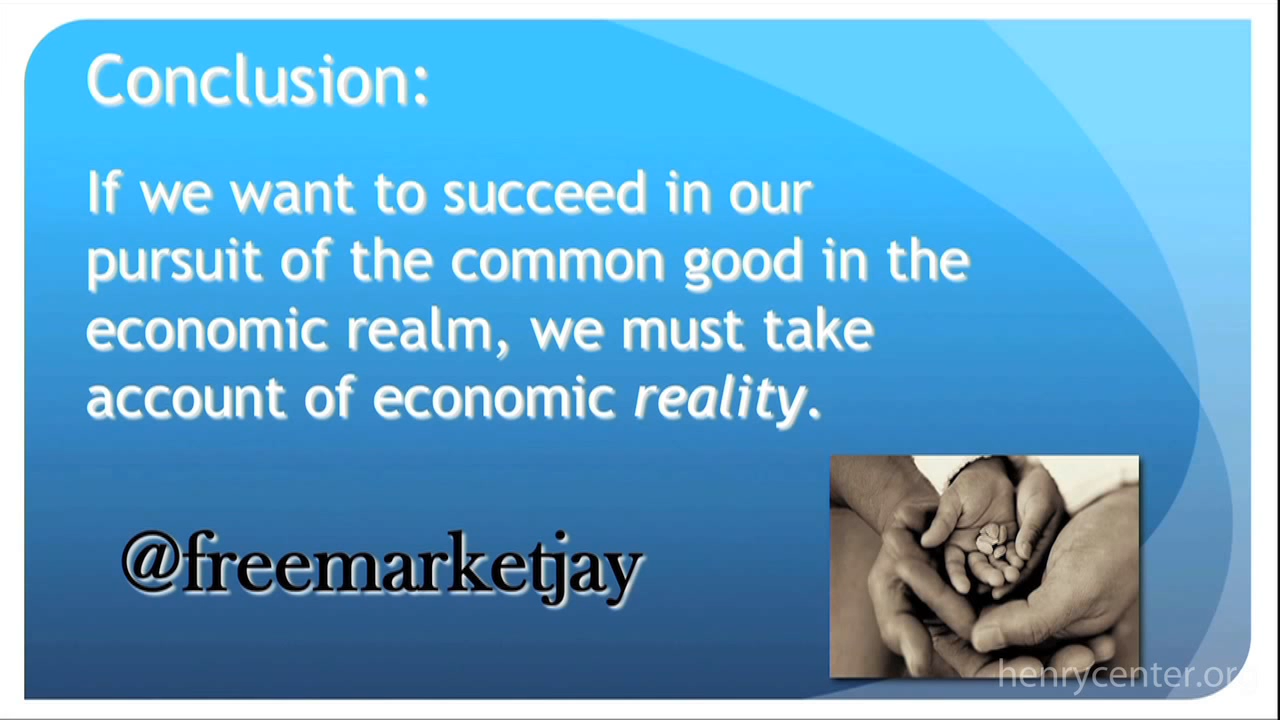 Conclusion:
If we want to succeed in our
pursuit of the common good in the
economic realm, we must take
account of economic reality.
@freemarketjay
henrycenter.org